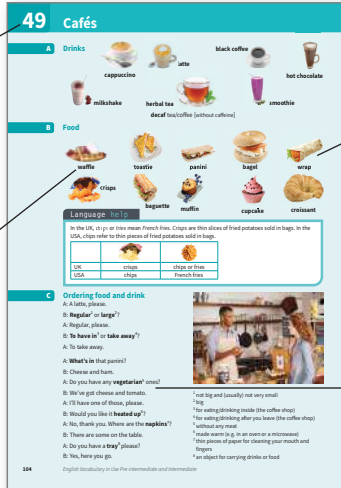 49 Cafés
A Drinks
cappuccino
latte
black coffee
hot chocolate
milkshake
herbal tea
smoothie
decaf tea/coffee [without caffeine]
B Food
waffle
toastie
panini
bagel
wrap
crisps
baguette
muffin
cupcake
croissant
Language help
In the UK, chips or fries mean French fries. Crisps are thin slices of fried potatoes sold in bags. In the
USA, chips refer to thin pieces of fried potatoes sold in bags.
UK crisps chips or fries
USA chips French fries
C Ordering food and drink
A: A latte, please.
B: Regular¹ or large²?
A: Regular, please.
B: To have in³ or take away⁴?
A: To take away.
A: What's in that panini?
B: Cheese and ham.
A: Do you have any vegetarian⁵ ones?
B: We've got cheese and tomato.
A: I'll have one of those, please.
B: Would you like it heated up⁶?
A: No, thank you. Where are the napkins⁷?
B: There are some on the table.
A: Do you have a tray⁸ please?
B: Yes, here you go.
¹ not big and (usually) not very small
² big
³ for eating/drinking inside (the coffee shop)
⁴ for eating/drinking after you leave (the coffee shop)
⁵ without any meat
⁶ made warm (e.g. in an oven or a microwave)
⁷ thin pieces of paper for cleaning your mouth and
fingers
⁸ an object for carrying drinks or food
104 English Vocabulary in Use Pre-intermediate and Intermediate